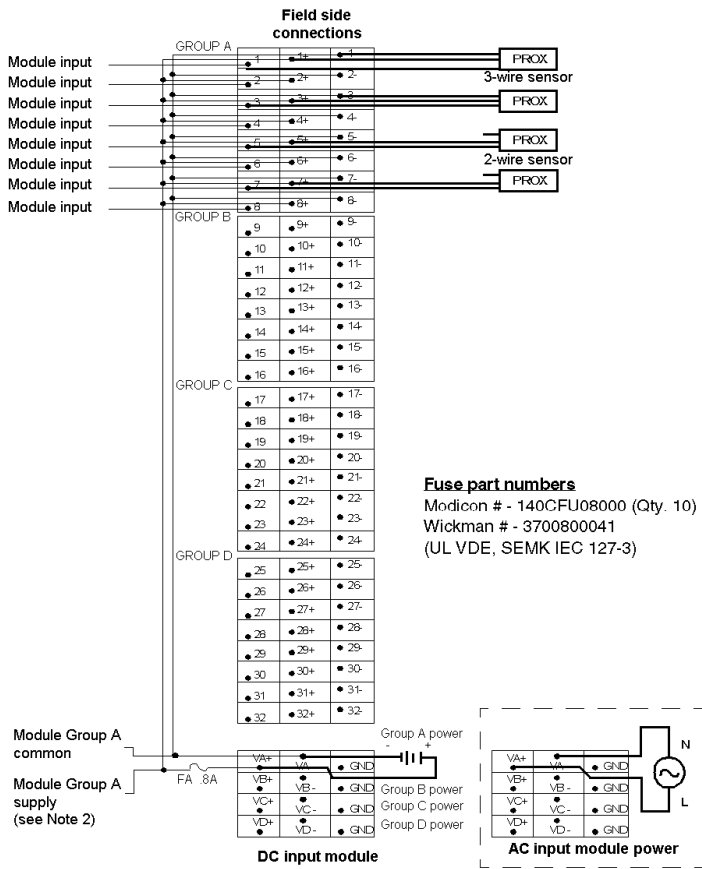 Field side
connections
GROUP A
Module input 1 1+ 1- PROX
3-wire sensor
Module input 2 2+ 2-
Module input 3 3+ 3- PROX
Module input 4 4+ 4-
Module input 5 5+ 5- PROX
2-wire sensor
Module input 6 6+ 6-
Module input 7 7+ 7- PROX
Module input 8 8+ 8-
GROUP B
9 9+ 9-
10 10+ 10-
11 11+ 11-
12 12+ 12-
13 13+ 13-
14 14+ 14-
15 15+ 15-
16 16+ 16-
GROUP C
17 17+ 17-
18 18+ 18-
19 19+ 19-
20 20+ 20-
21 21+ 21-
22 22+ 22-
23 23+ 23-
24 24+ 24-
Fuse part numbers
Modicon # - 140CFU08000 (Qty. 10)
Wickman # - 3700800041
(UL VDE, SEMK IEC 127-3)
GROUP D
25 25+ 25-
26 26+ 26-
27 27+ 27-
28 28+ 28-
29 29+ 29-
30 30+ 30-
31 31+ 31-
32 32+ 32-
Module Group A
common
Module Group A
supply
(see Note 2)
FA .8A
Group A power
- +
VA+ VA GND
VB+ VB - GND Group B power
VC+ VC - GND Group C power
VD+ VD - GND Group D power
DC input module
N
L
VA+ VA GND
VB+ VB - GND
VC+ VC - GND
VD+ VD - GND
AC input module power